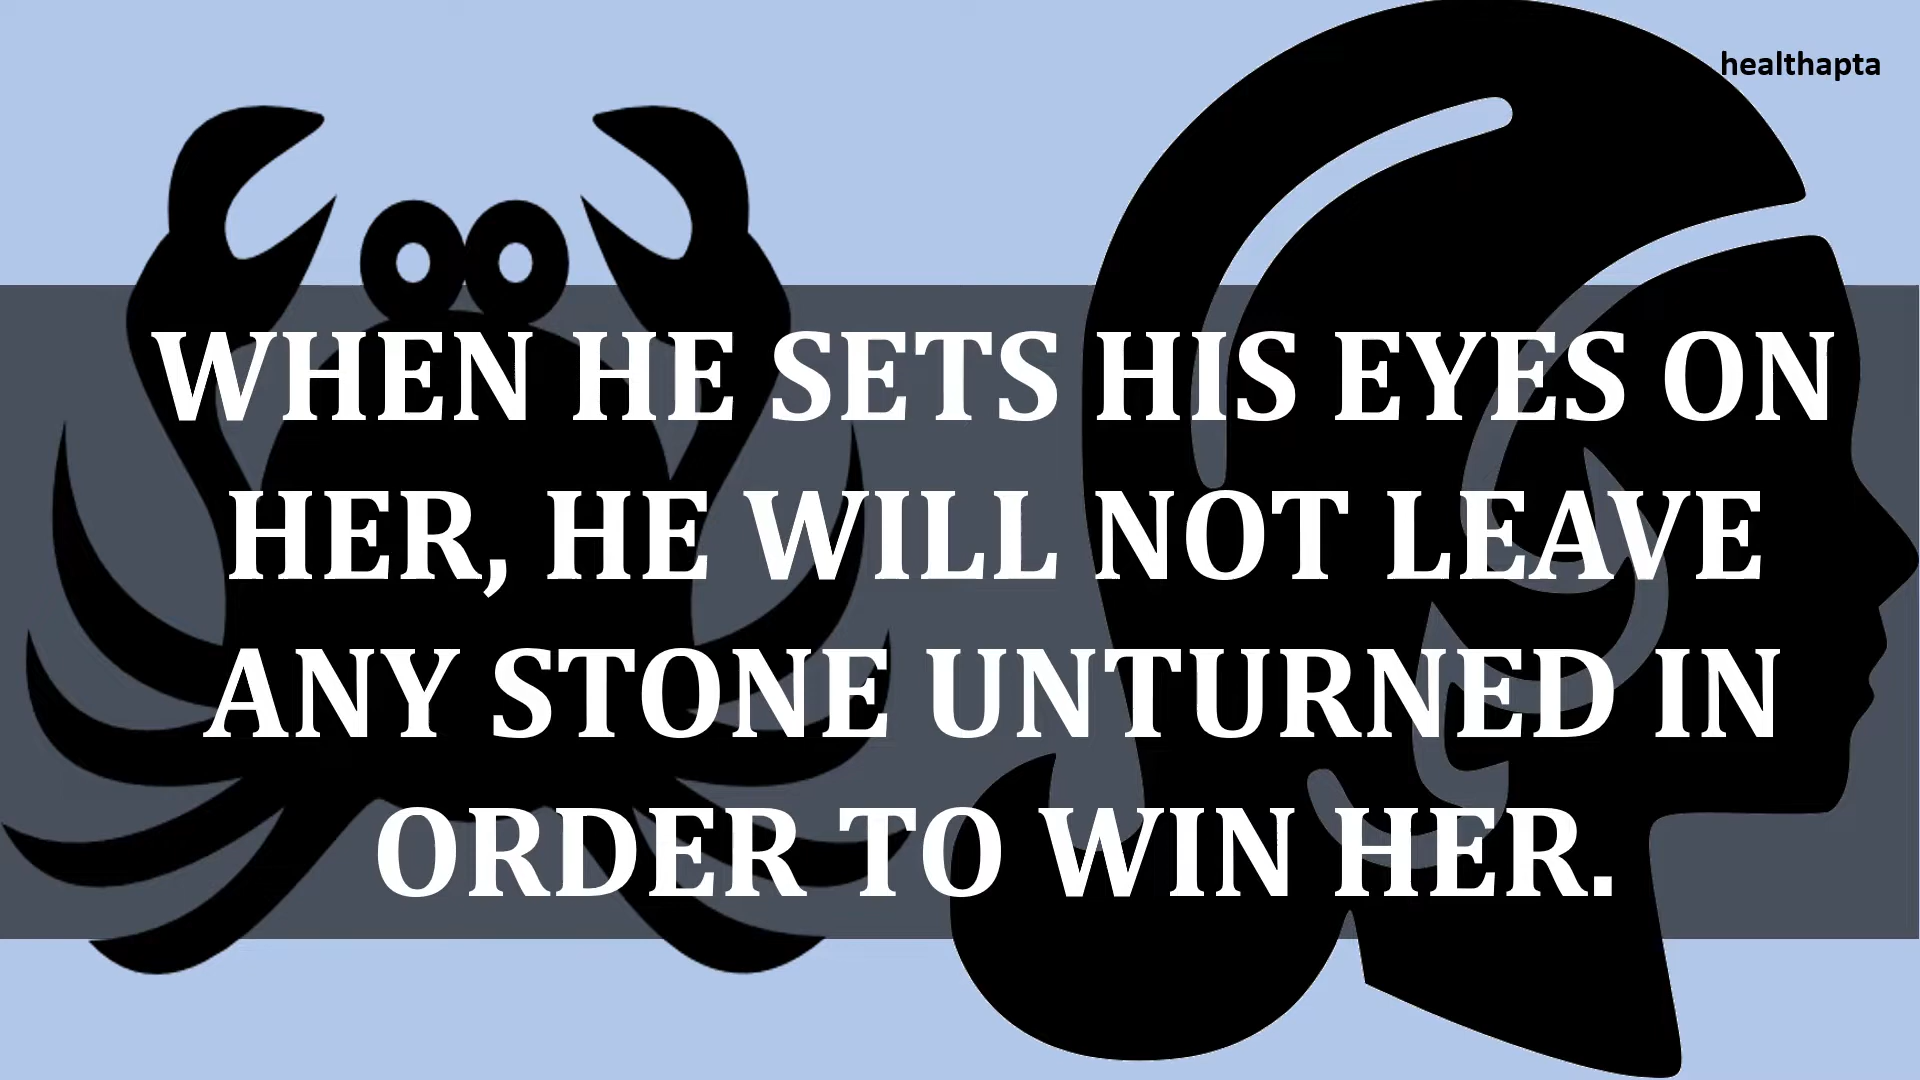 healthapta
WHEN HE SETS HIS EYES ON
HER, HE WILL NOT LEAVE
ANY STONE UNTURNED IN
ORDER TO WIN HER.